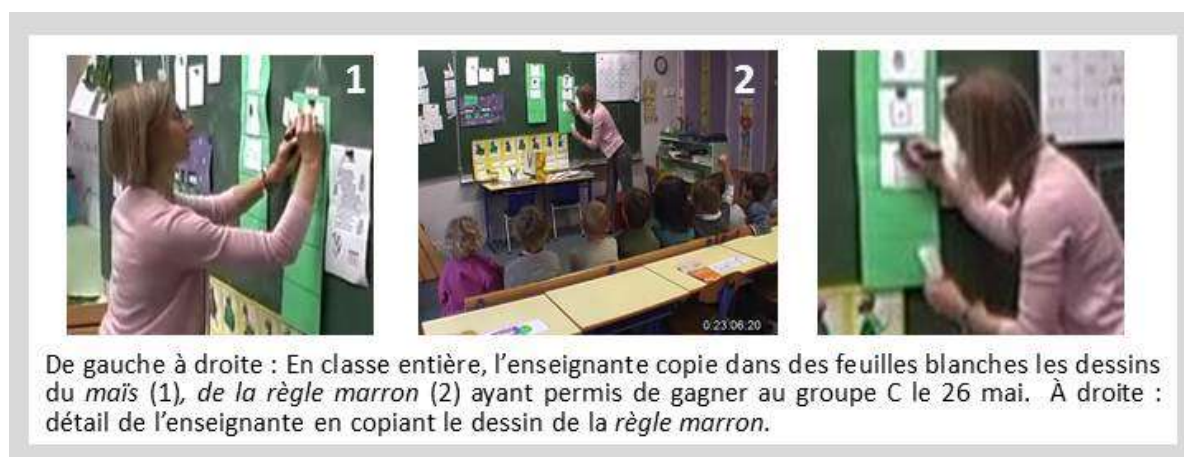 1
2
0:23:06:20
De gauche à droite : En classe entière, l’enseignante copie dans des feuilles blanches les dessins
du maïs (1), de la règle marron (2) ayant permis de gagner au groupe C le 26 mai. À droite :
détail de l’enseignante en copiant le dessin de la règle marron.